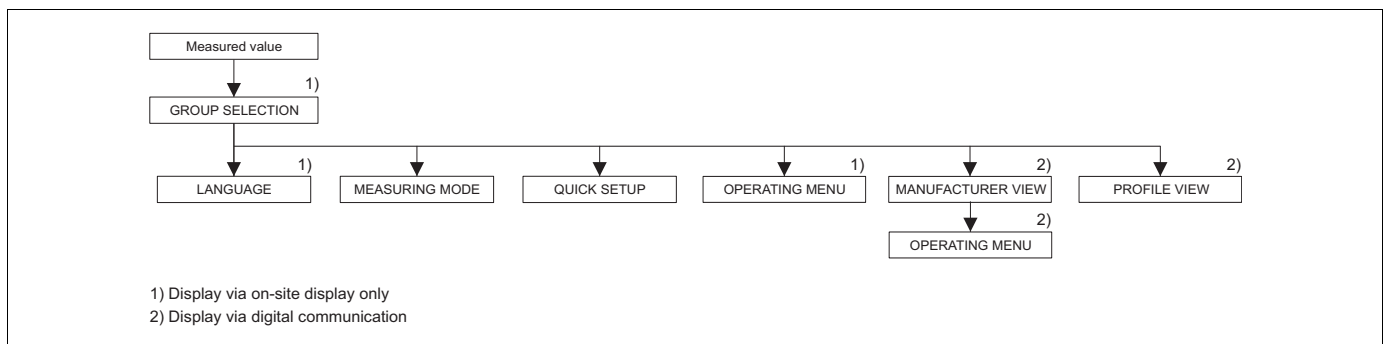 Measured value
1)
GROUP SELECTION
1) 1) 2) 2)
LANGUAGE MEASURING MODE QUICK SETUP OPERATING MENU MANUFACTURER VIEW PROFILE VIEW
2)
OPERATING MENU
1) Display via on-site display only
2) Display via digital communication